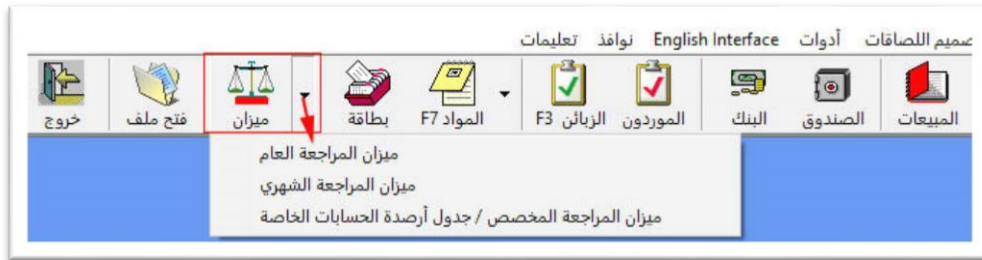 صميم اللصاقات أدوات English Interface نوافذ تعليمات
المبيعات الصندوق البنك الموردون الزبائن F3 المواد F7 بطاقة ميزان فتح ملف خروج
ميزان المراجعة العام
ميزان المراجعة الشهري
ميزان المراجعة المخصص / جدول أرصدة الحسابات الخاصة